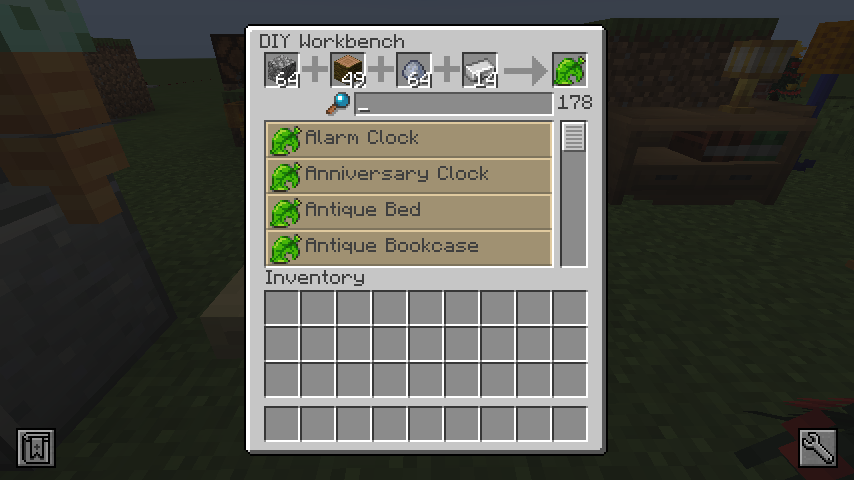 DIY Workbench
64 49 64 14
_ 178
Alarm Clock
Anniversary Clock
Antique Bed
Antique Bookcase
Inventory